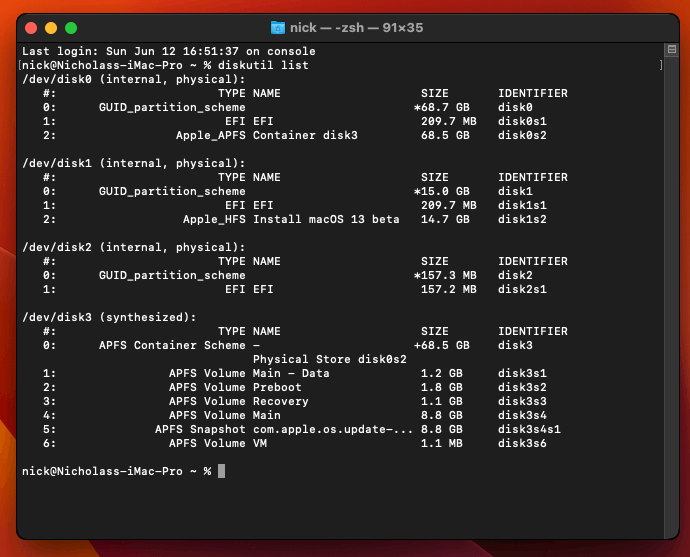 nick — -zsh — 91×35
Last login: Sun Jun 12 16:51:37 on console
[nick@Nicholass-iMac-Pro ~ % diskutil list ]
/dev/disk0 (internal, physical):
   #:                       TYPE NAME                    SIZE       IDENTIFIER
   0:      GUID_partition_scheme                        *68.7 GB    disk0
   1:                        EFI EFI                     209.7 MB   disk0s1
   2:                 Apple_APFS Container disk3         68.5 GB    disk0s2

/dev/disk1 (internal, physical):
   #:                       TYPE NAME                    SIZE       IDENTIFIER
   0:      GUID_partition_scheme                        *15.0 GB    disk1
   1:                        EFI EFI                     209.7 MB   disk1s1
   2:                  Apple_HFS Install macOS 13 beta   14.7 GB    disk1s2

/dev/disk2 (internal, physical):
   #:                       TYPE NAME                    SIZE       IDENTIFIER
   0:      GUID_partition_scheme                        *157.3 MB   disk2
   1:                        EFI EFI                     157.2 MB   disk2s1

/dev/disk3 (synthesized):
   #:                       TYPE NAME                    SIZE       IDENTIFIER
   0:      APFS Container Scheme -                      +68.5 GB    disk3
                                 Physical Store disk0s2
   1:                APFS Volume Main - Data             1.2 GB     disk3s1
   2:                APFS Volume Preboot                 1.8 GB     disk3s2
   3:                APFS Volume Recovery                1.1 GB     disk3s3
   4:                APFS Volume Main                    8.8 GB     disk3s4
   5:              APFS Snapshot com.apple.os.update-... 8.8 GB     disk3s4s1
   6:                APFS Volume VM                      1.1 MB     disk3s6

nick@Nicholass-iMac-Pro ~ %